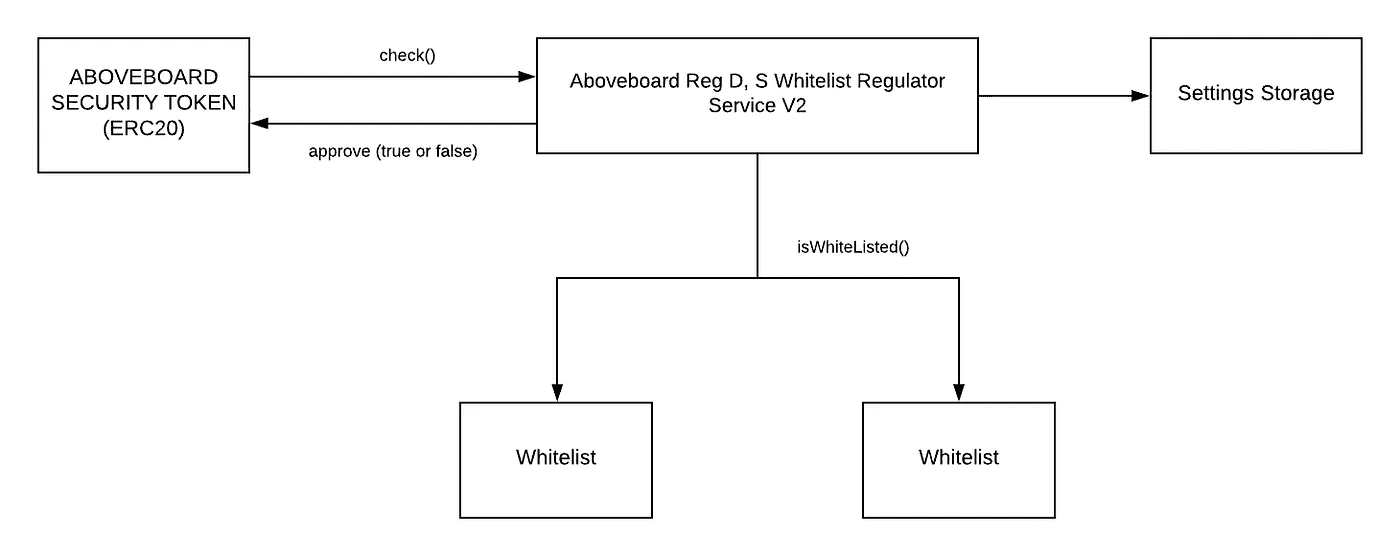 ABOVEBOARD
SECURITY TOKEN
(ERC20)
check()
approve (true or false)
Aboveboard Reg D, S Whitelist Regulator
Service V2
Settings Storage
isWhiteListed()
Whitelist
Whitelist